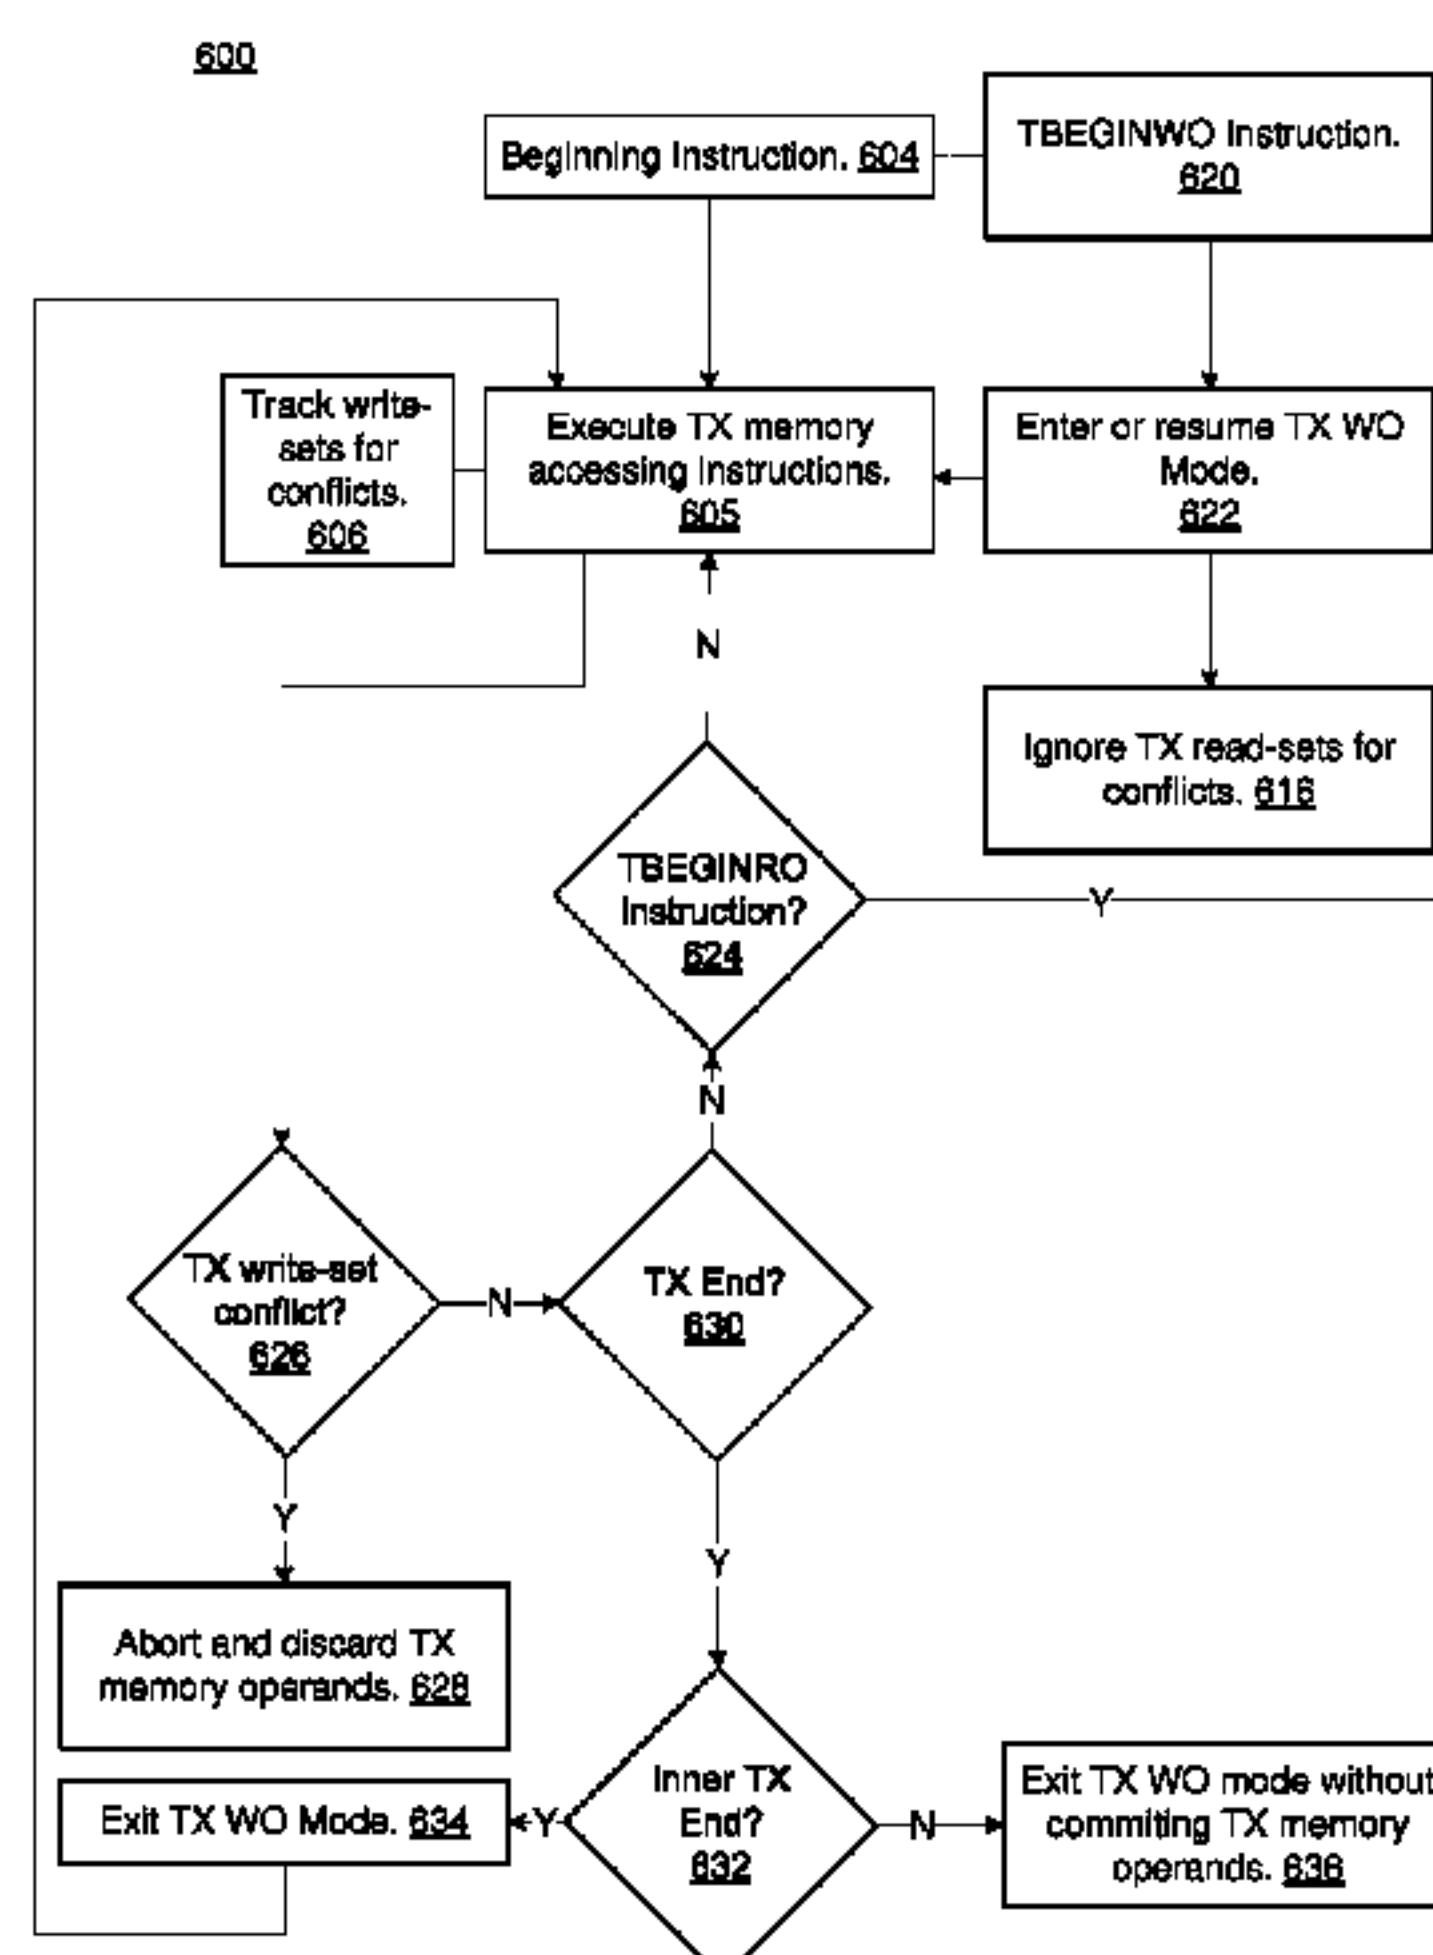 600
Beginning Instruction. 604
TBEGINWO Instruction.
620
Track write-
sets for
conflicts.
606
Execute TX memory
accessing Instructions.
605
Enter or resume TX WO
Mode.
622
N
Ignore TX read-sets for
conflicts. 616
TBEGINRO
Instruction?
624
Y
N
TX write-set
conflict?
626
N
TX End?
630
Y
Y
Abort and discard TX
memory operands. 628
Inner TX
End?
632
Y
Exit TX WO Mode. 634
N
Exit TX WO mode without
commiting TX memory
operands. 636